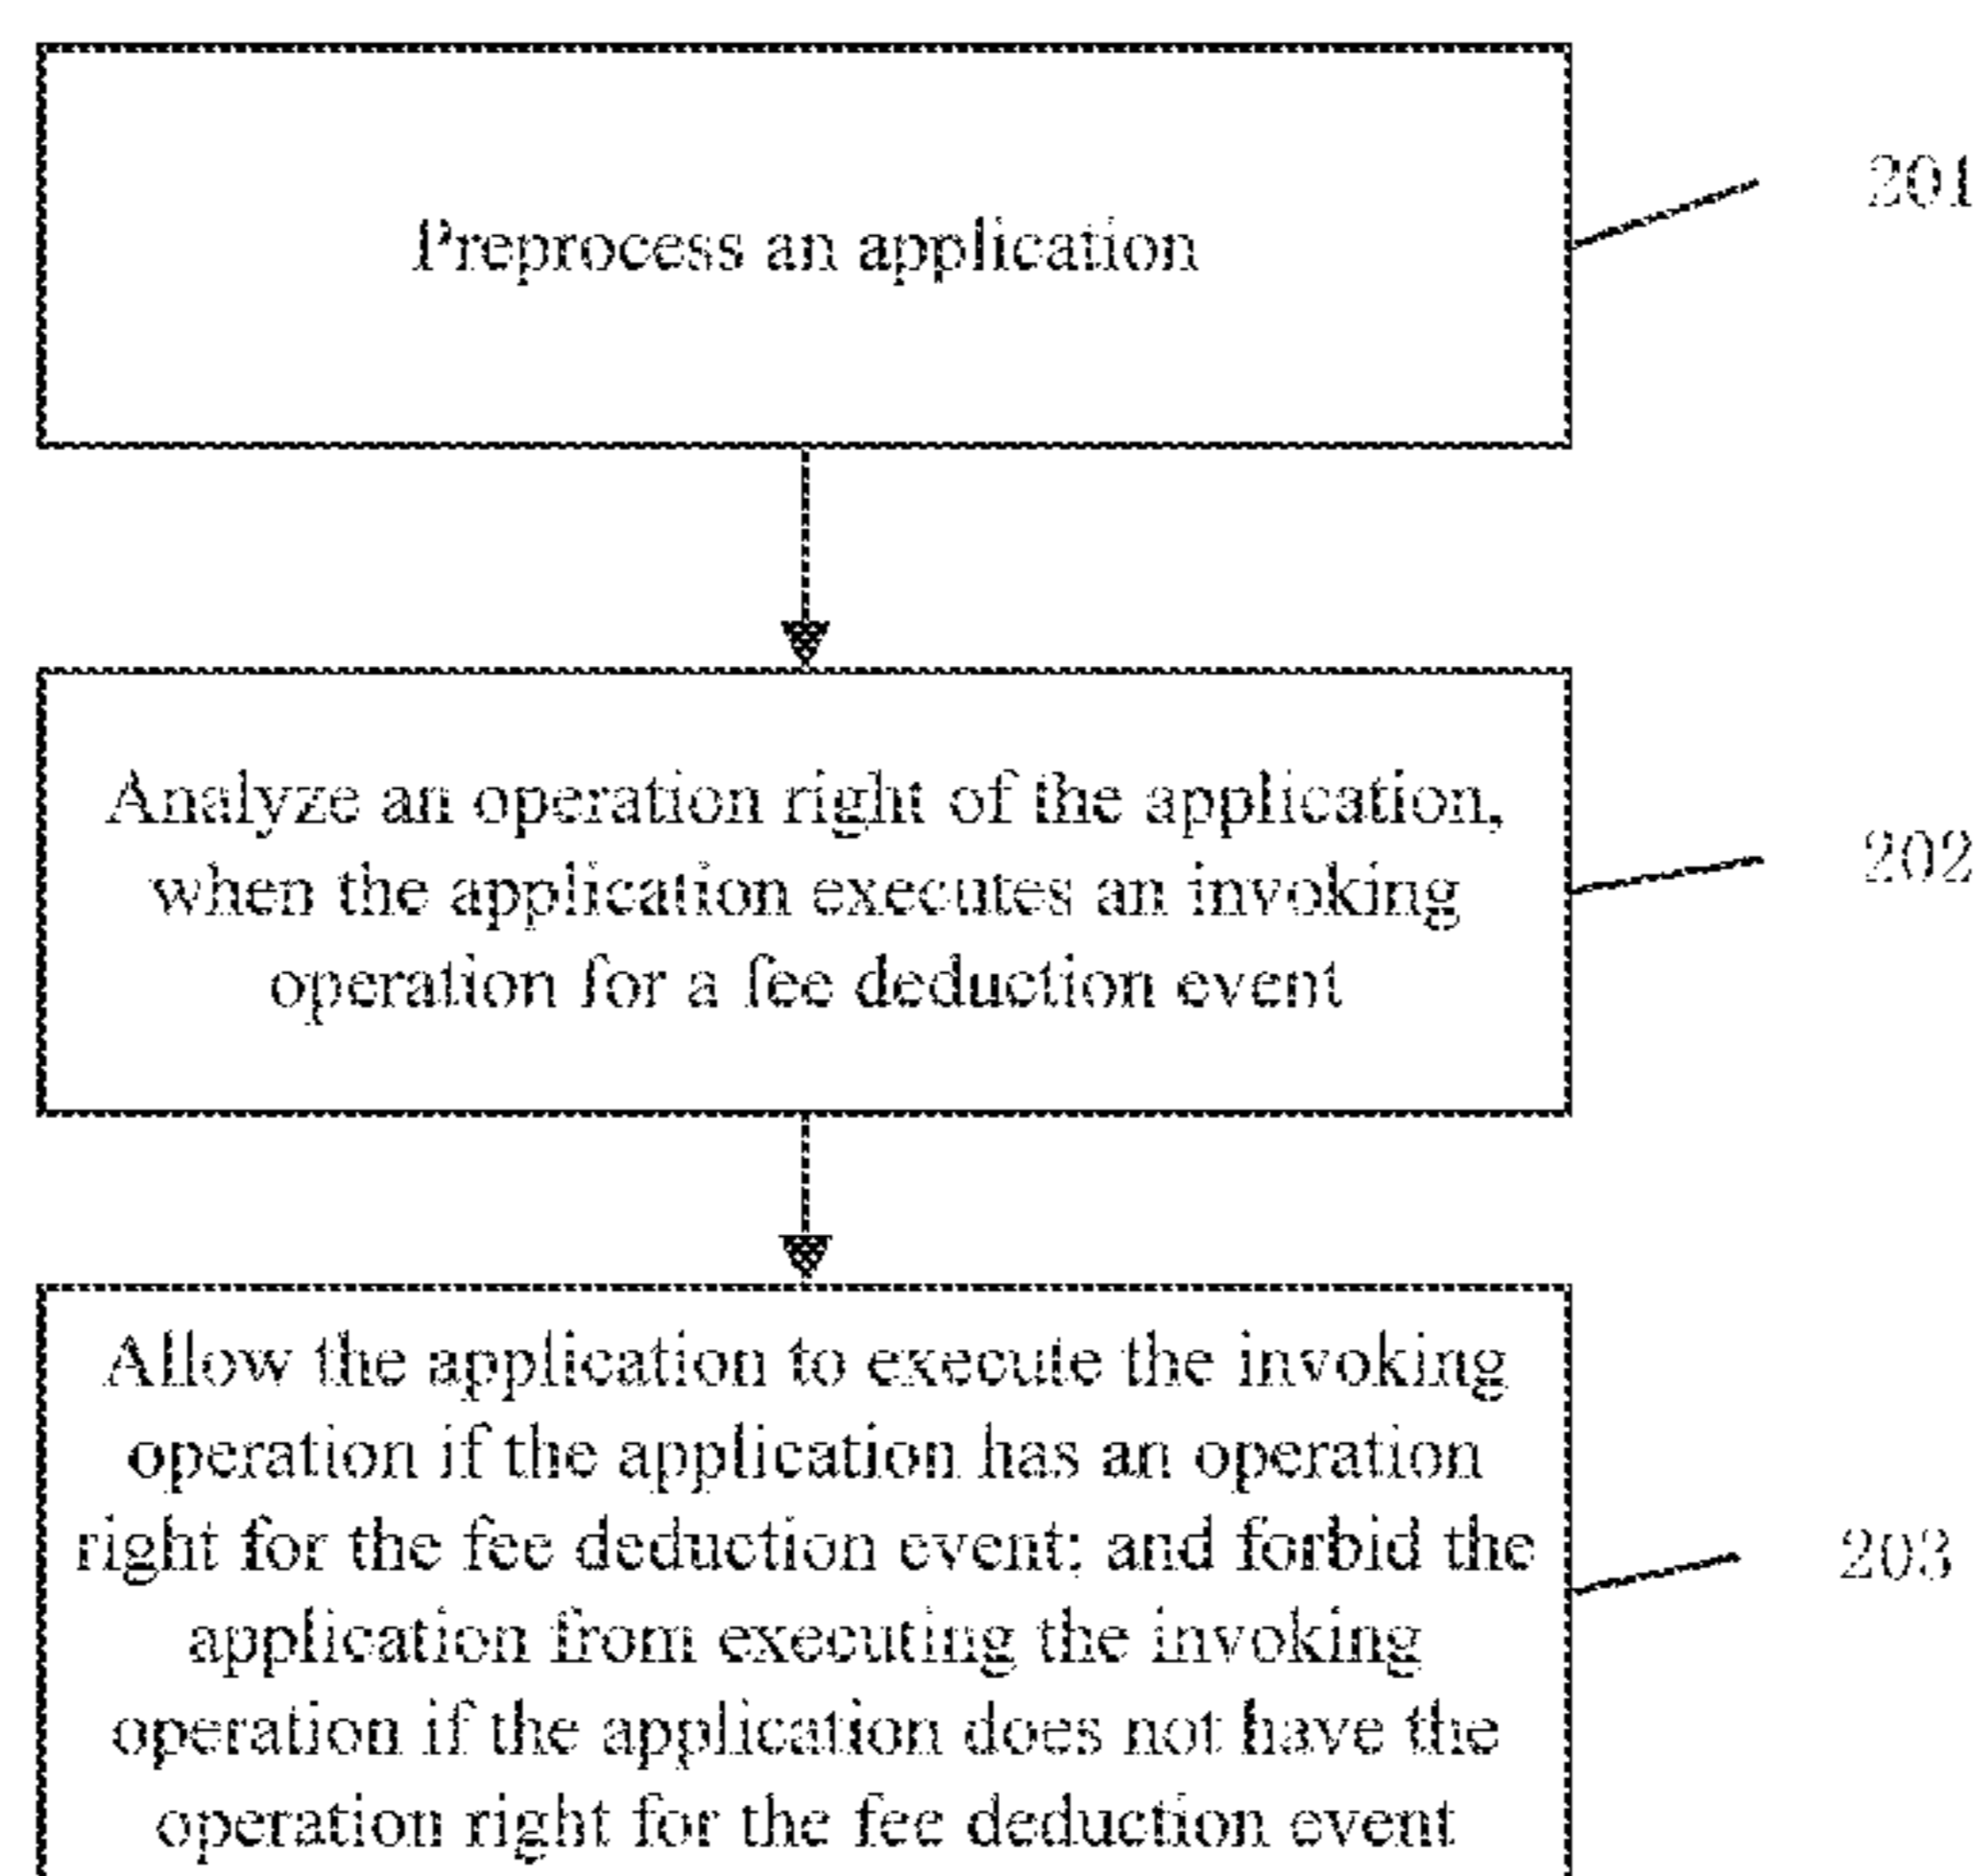 Preprocess an application
201
Analyze an operation right of the application,
when the application executes an invoking
operation for a fee deduction event
202
Allow the application to execute the invoking
operation if the application has an operation
right for the fee deduction event; and forbid the
application from executing the invoking
operation if the application does not have the
operation right for the fee deduction event
203